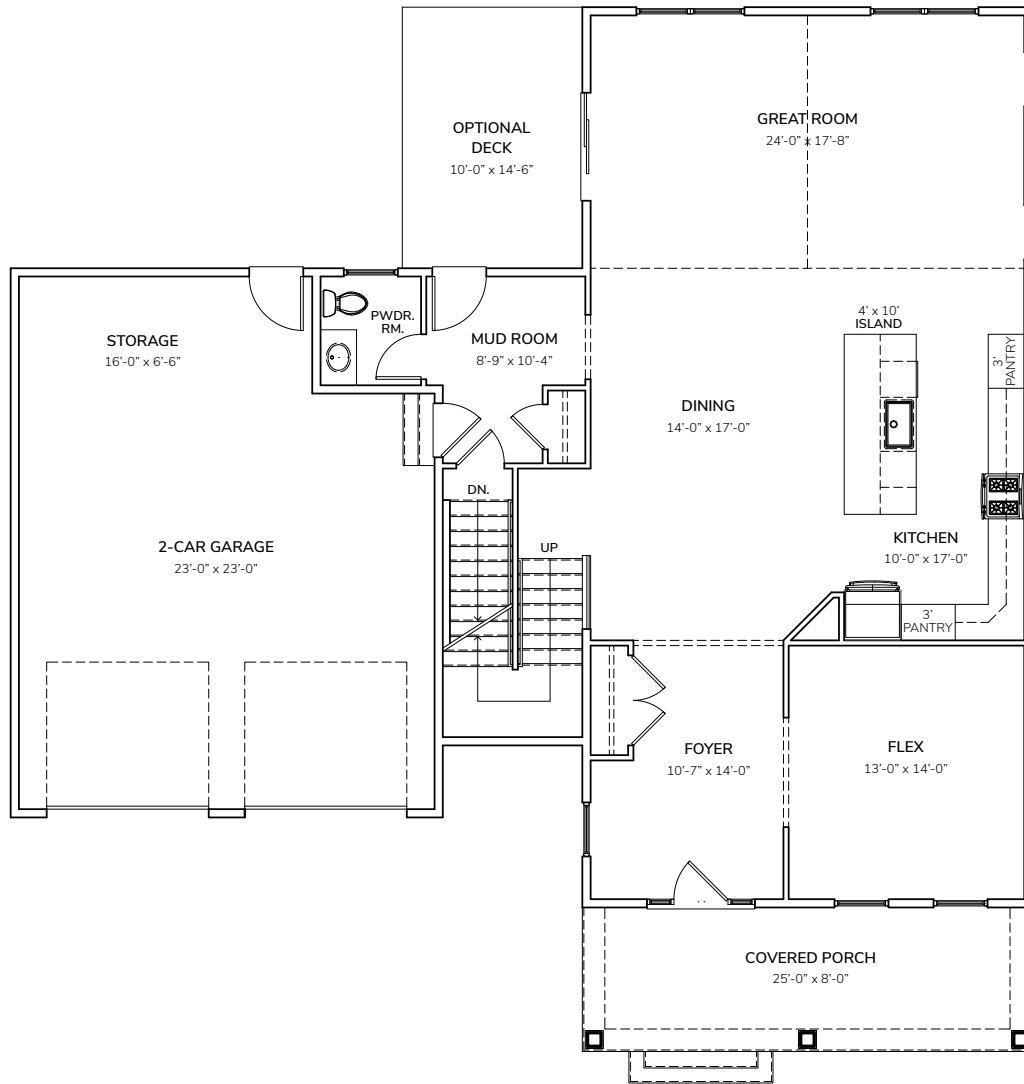 OPTIONAL
DECK
10’-0” x 14’-6”
GREAT ROOM
24’-0” x 17’-8”
STORAGE
16’-0” x 6’-6”
PWDR.
RM.
MUD ROOM
8’-9” x 10’-4”
4’ x 10’
ISLAND
3’
PANTRY
DINING
14’-0” x 17’-0”
DN.
UP
2-CAR GARAGE
23’-0” x 23’-0”
KITCHEN
10’-0” x 17’-0”
3’
PANTRY
FOYER
10’-7” x 14’-0”
FLEX
13’-0” x 14’-0”
COVERED PORCH
25’-0” x 8’-0”